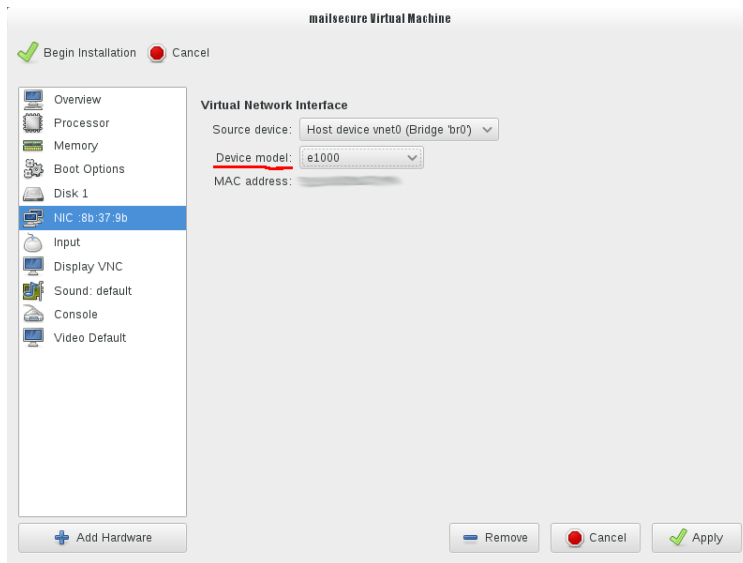 mailsecure Virtual Machine
Begin Installation Cancel
Overview
Processor
Memory
Boot Options
Disk 1
NIC :8b:37:9b
Input
Display VNC
Sound: default
Console
Video Default
Add Hardware
Virtual Network Interface
Source device: Host device vnet0 (Bridge 'br0')
Device model: e1000
MAC address:
Remove Cancel Apply